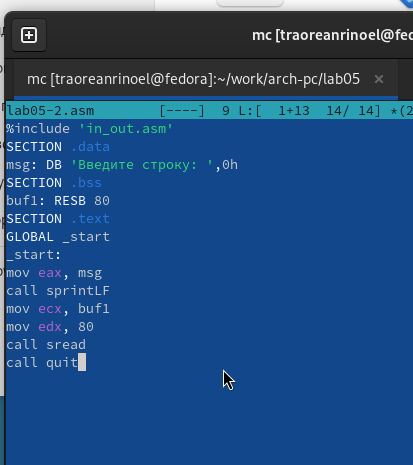 mc [traoreanrinoel@fed
mc [traoreanrinoel@fedora]:~/work/arch-pc/lab05
lab05-2.asm [----] 9 L:[ 1+13 14/ 14] *(2
%include 'in_out.asm'
SECTION .data
msg: DB 'Введите строку: ',0h
SECTION .bss
buf1: RESB 80
SECTION .text
GLOBAL _start
_start:
mov eax, msg
call sprintLF
mov ecx, buf1
mov edx, 80
call sread
call quit